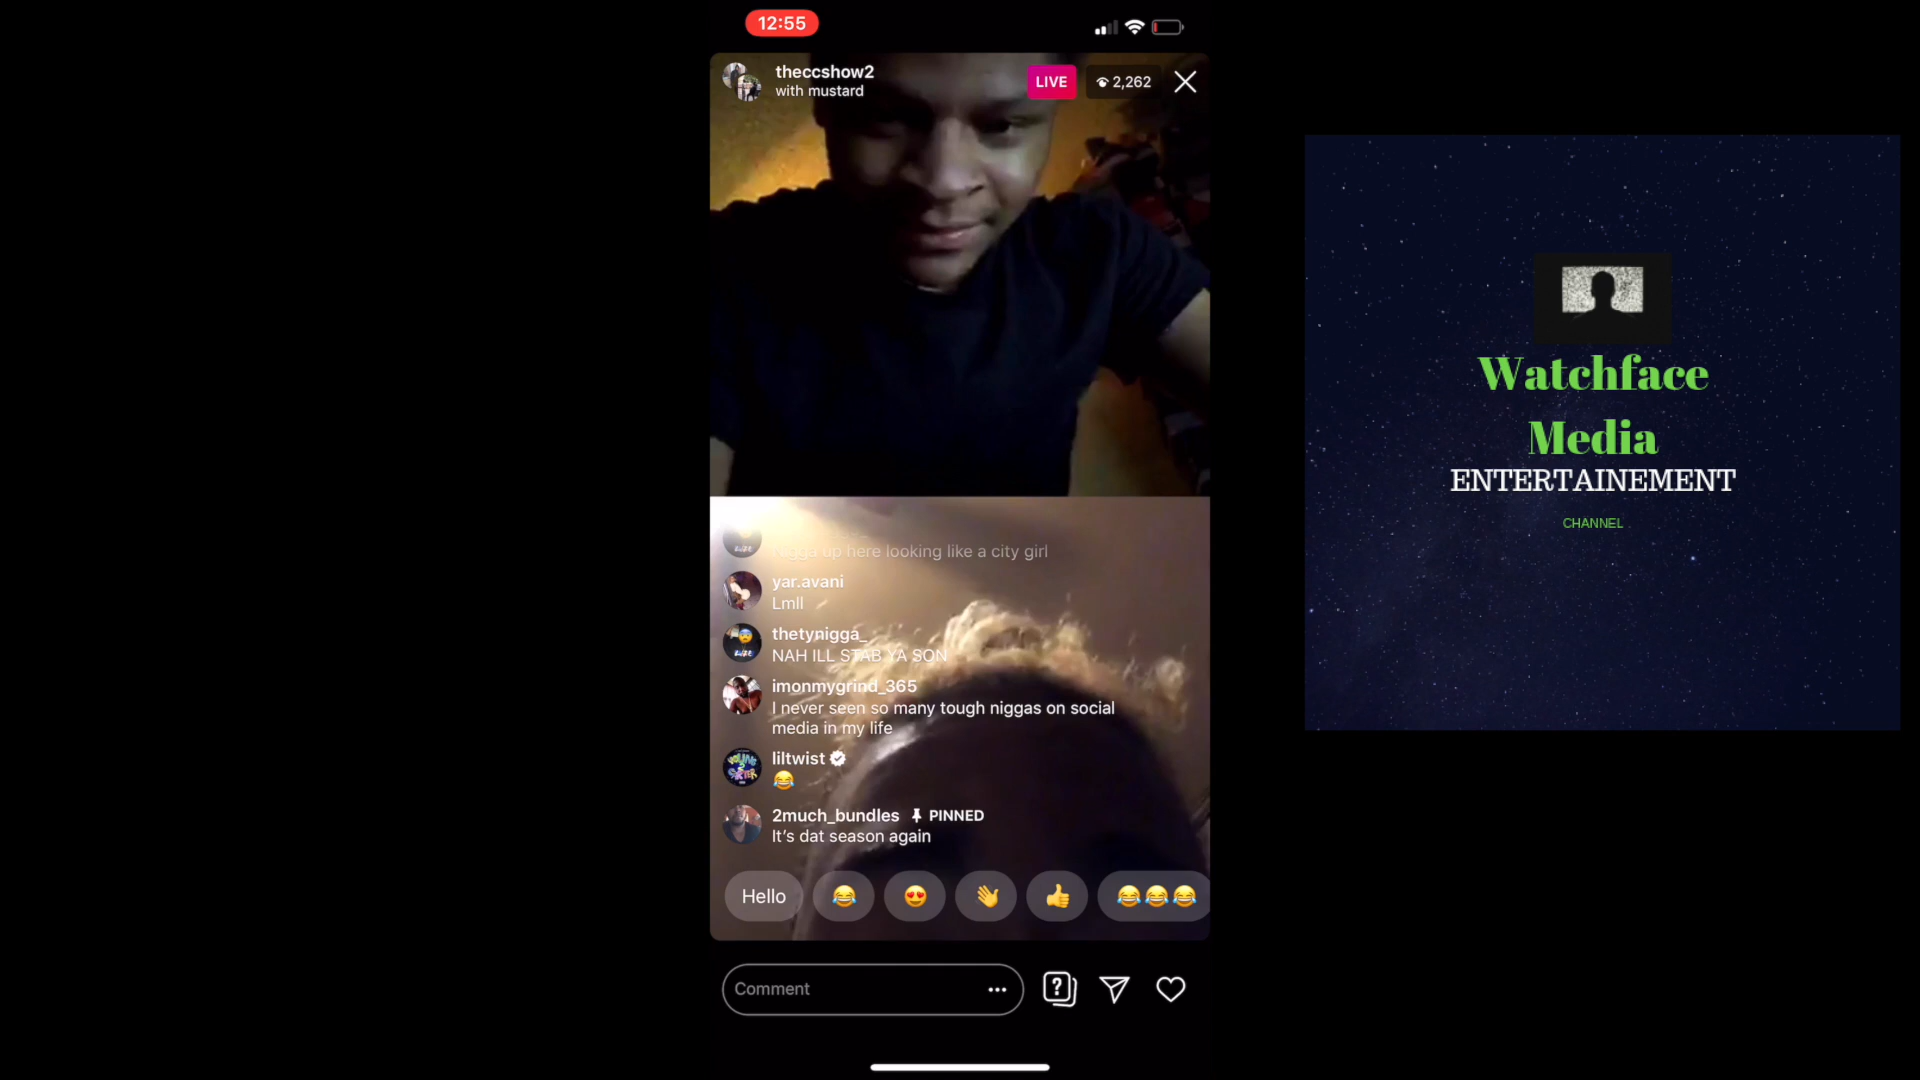 12:55
theccshow2
with mustard
LIVE
2,262
up here looking like a city girl
yar.avani
Lmll
thetynigga_
NAH ILL STAB YA SON
imonmygrind_365
I never seen so many tough niggas on social
media in my life
liltwist
😂
2much_bundles PINNED
It's dat season again
Hello 😂 😍 👋 👍 😂😂😂
Comment
Watchface
Media
ENTERTAINEMENT
CHANNEL